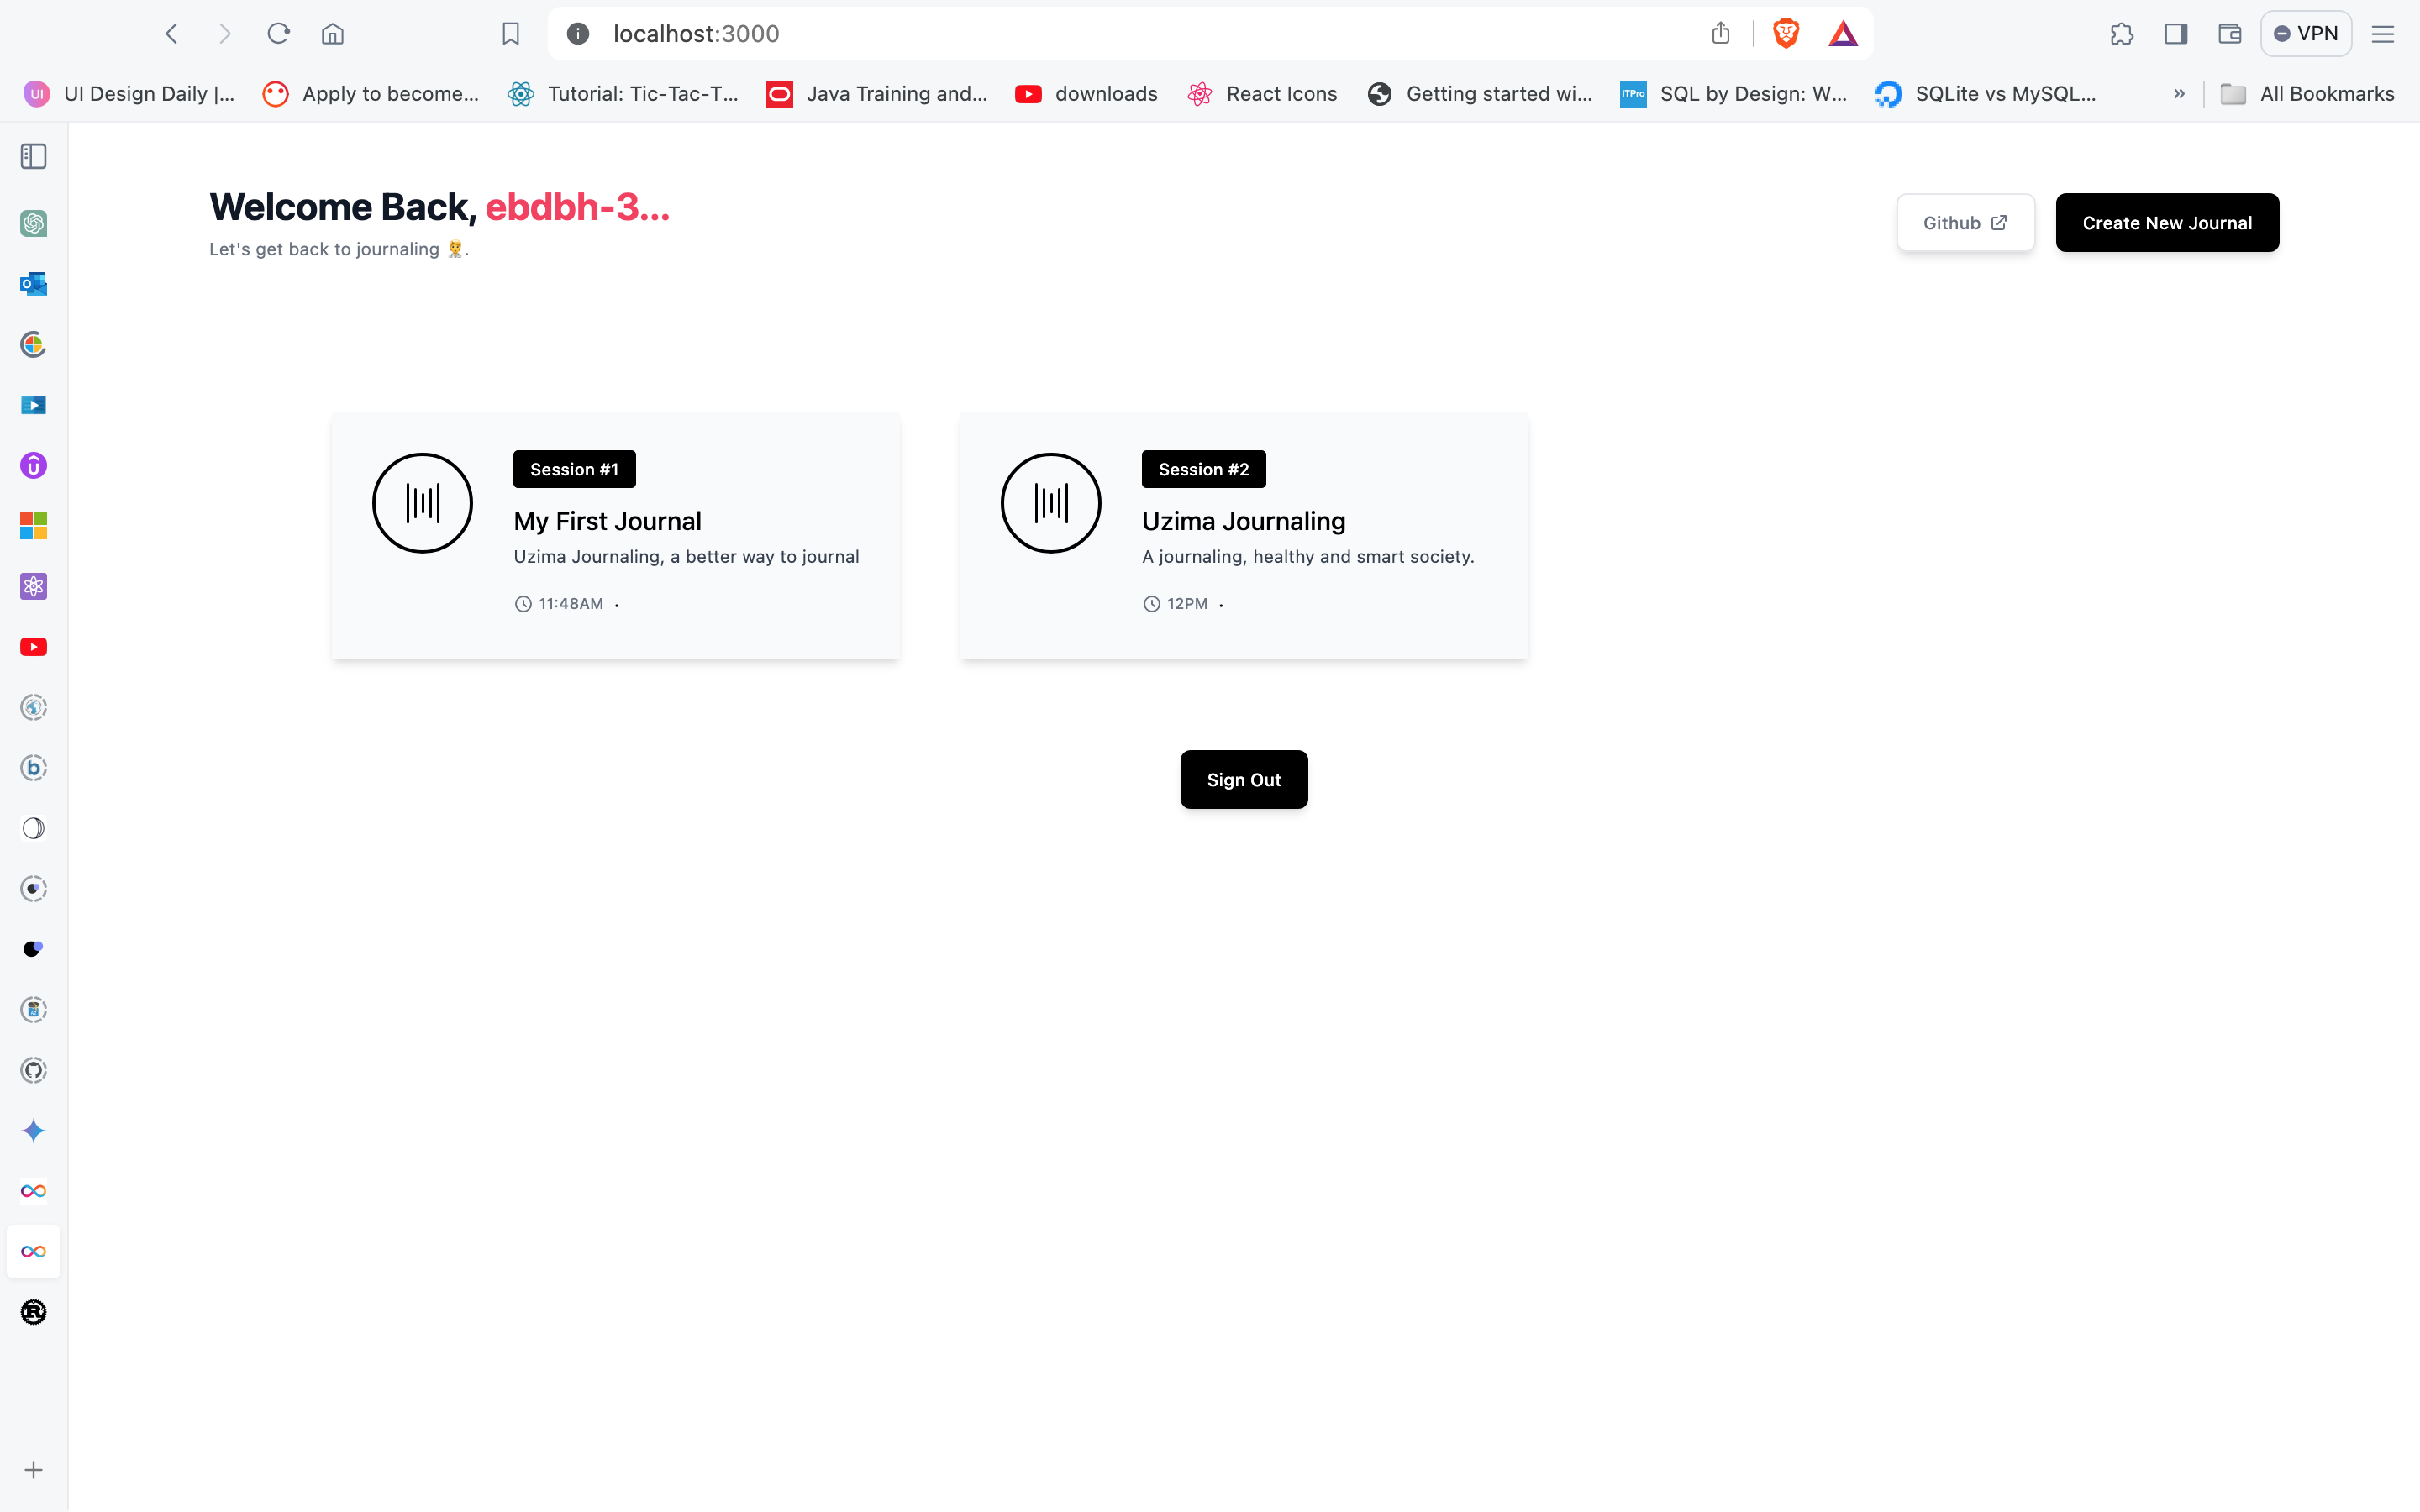 localhost:3000
VPN
UI Design Daily |...
Apply to become...
Tutorial: Tic-Tac-T...
Java Training and...
downloads
React Icons
Getting started wi...
ITPro
SQL by Design: W...
SQLite vs MySQL...
»
All Bookmarks
Welcome Back, ebdbh-3...
Let's get back to journaling 🧑‍⚕️.
Github
Create New Journal
Session #1
My First Journal
Uzima Journaling, a better way to journal
11:48AM •
Session #2
Uzima Journaling
A journaling, healthy and smart society.
12PM •
Sign Out